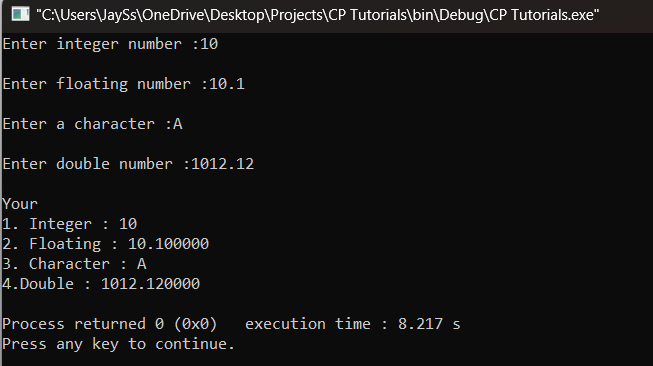 "C:\Users\JaySs\OneDrive\Desktop\Projects\CP Tutorials\bin\Debug\CP Tutorials.exe"
Enter integer number :10
Enter floating number :10.1
Enter a character :A
Enter double number :1012.12
Your
1. Integer : 10
2. Floating : 10.100000
3. Character : A
4.Double : 1012.120000
Process returned 0 (0x0)   execution time : 8.217 s
Press any key to continue.